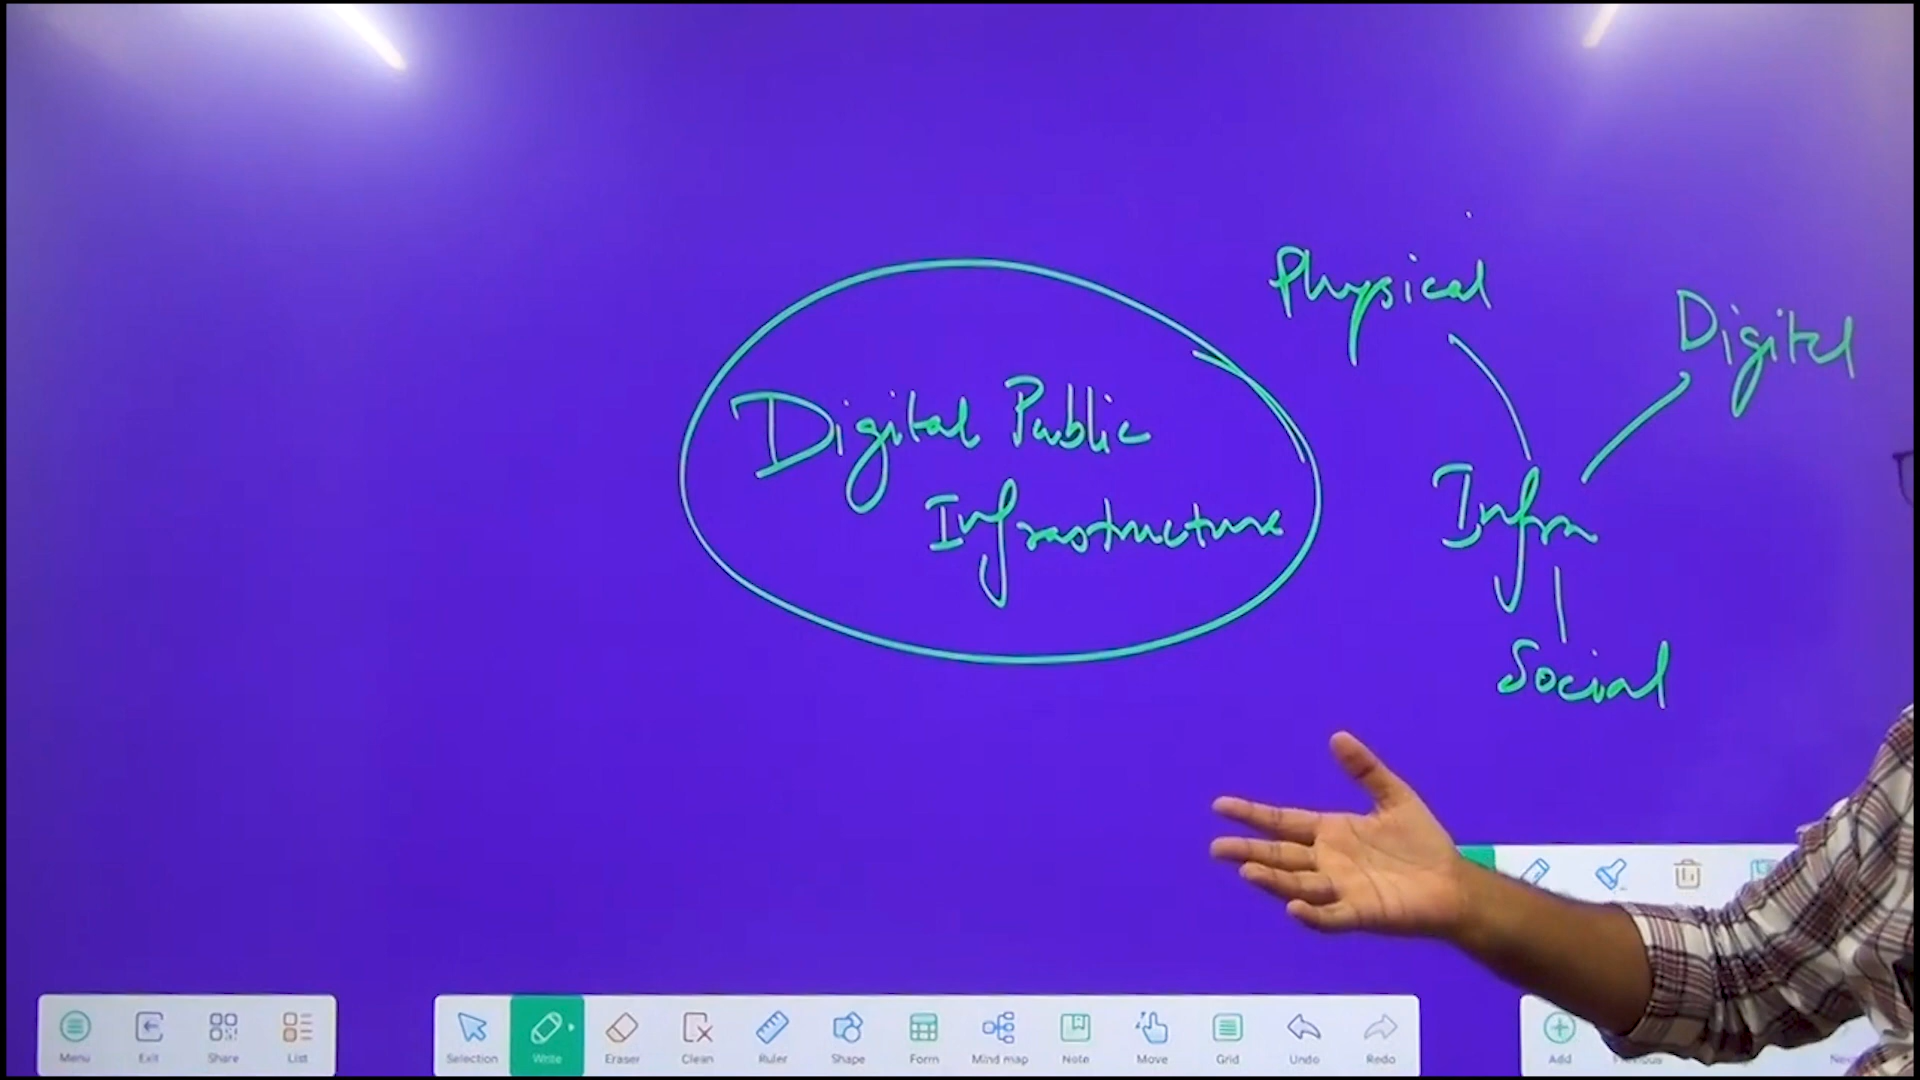 Physical
Digital
Digital Public
Infrastructure
Infra
Social
Menu
Exit
Share
List
Selection
Write
Eraser
Clean
Ruler
Shape
Form
Mind map
Note
Move
Grid
Undo
Redo
Add